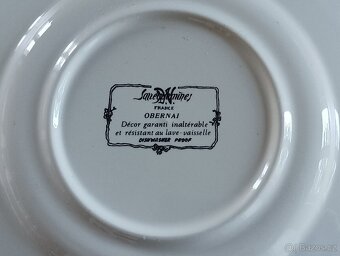 Sarreguemines
FRANCE
OBERNAI
Décor garanti inaltérable
et résistant au lave-vaisselle
DISHWASHER PROOF